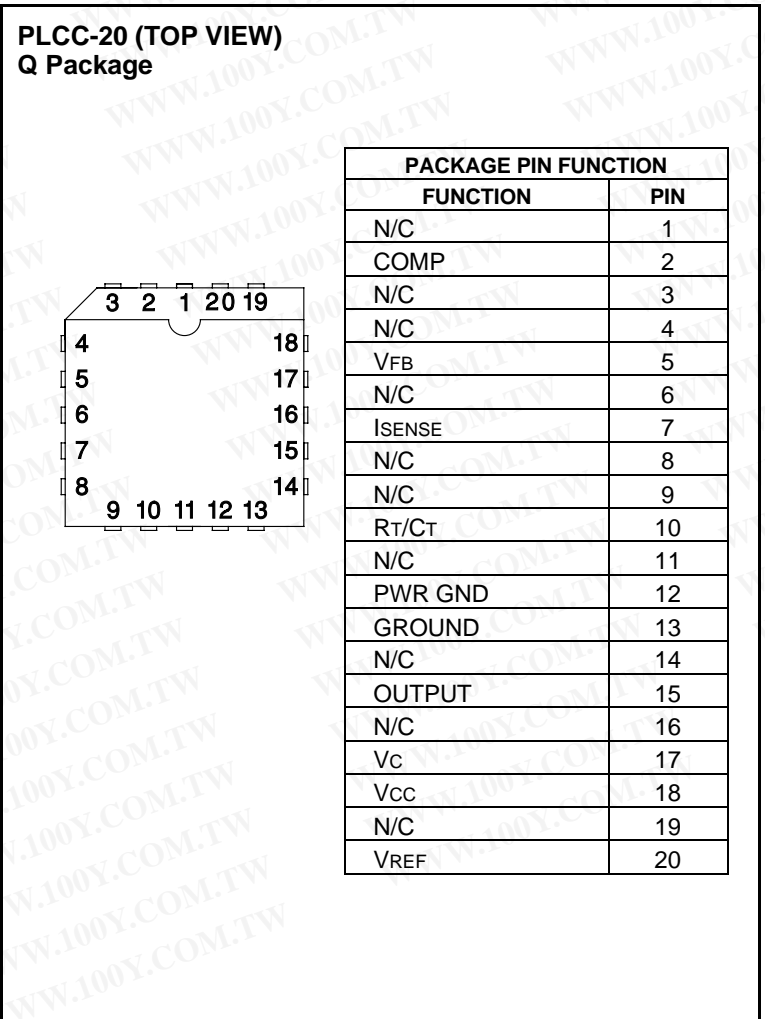 PLCC-20 (TOP VIEW)
Q Package
3 2 1 20 19
4 18
5 17
6 16
7 15
8 14
9 10 11 12 13
PACKAGE PIN FUNCTION
FUNCTION PIN
N/C 1
COMP 2
N/C 3
N/C 4
VFB 5
N/C 6
ISENSE 7
N/C 8
N/C 9
RT/CT 10
N/C 11
PWR GND 12
GROUND 13
N/C 14
OUTPUT 15
N/C 16
VC 17
VCC 18
N/C 19
VREF 20
WWW.100Y.COM.TW